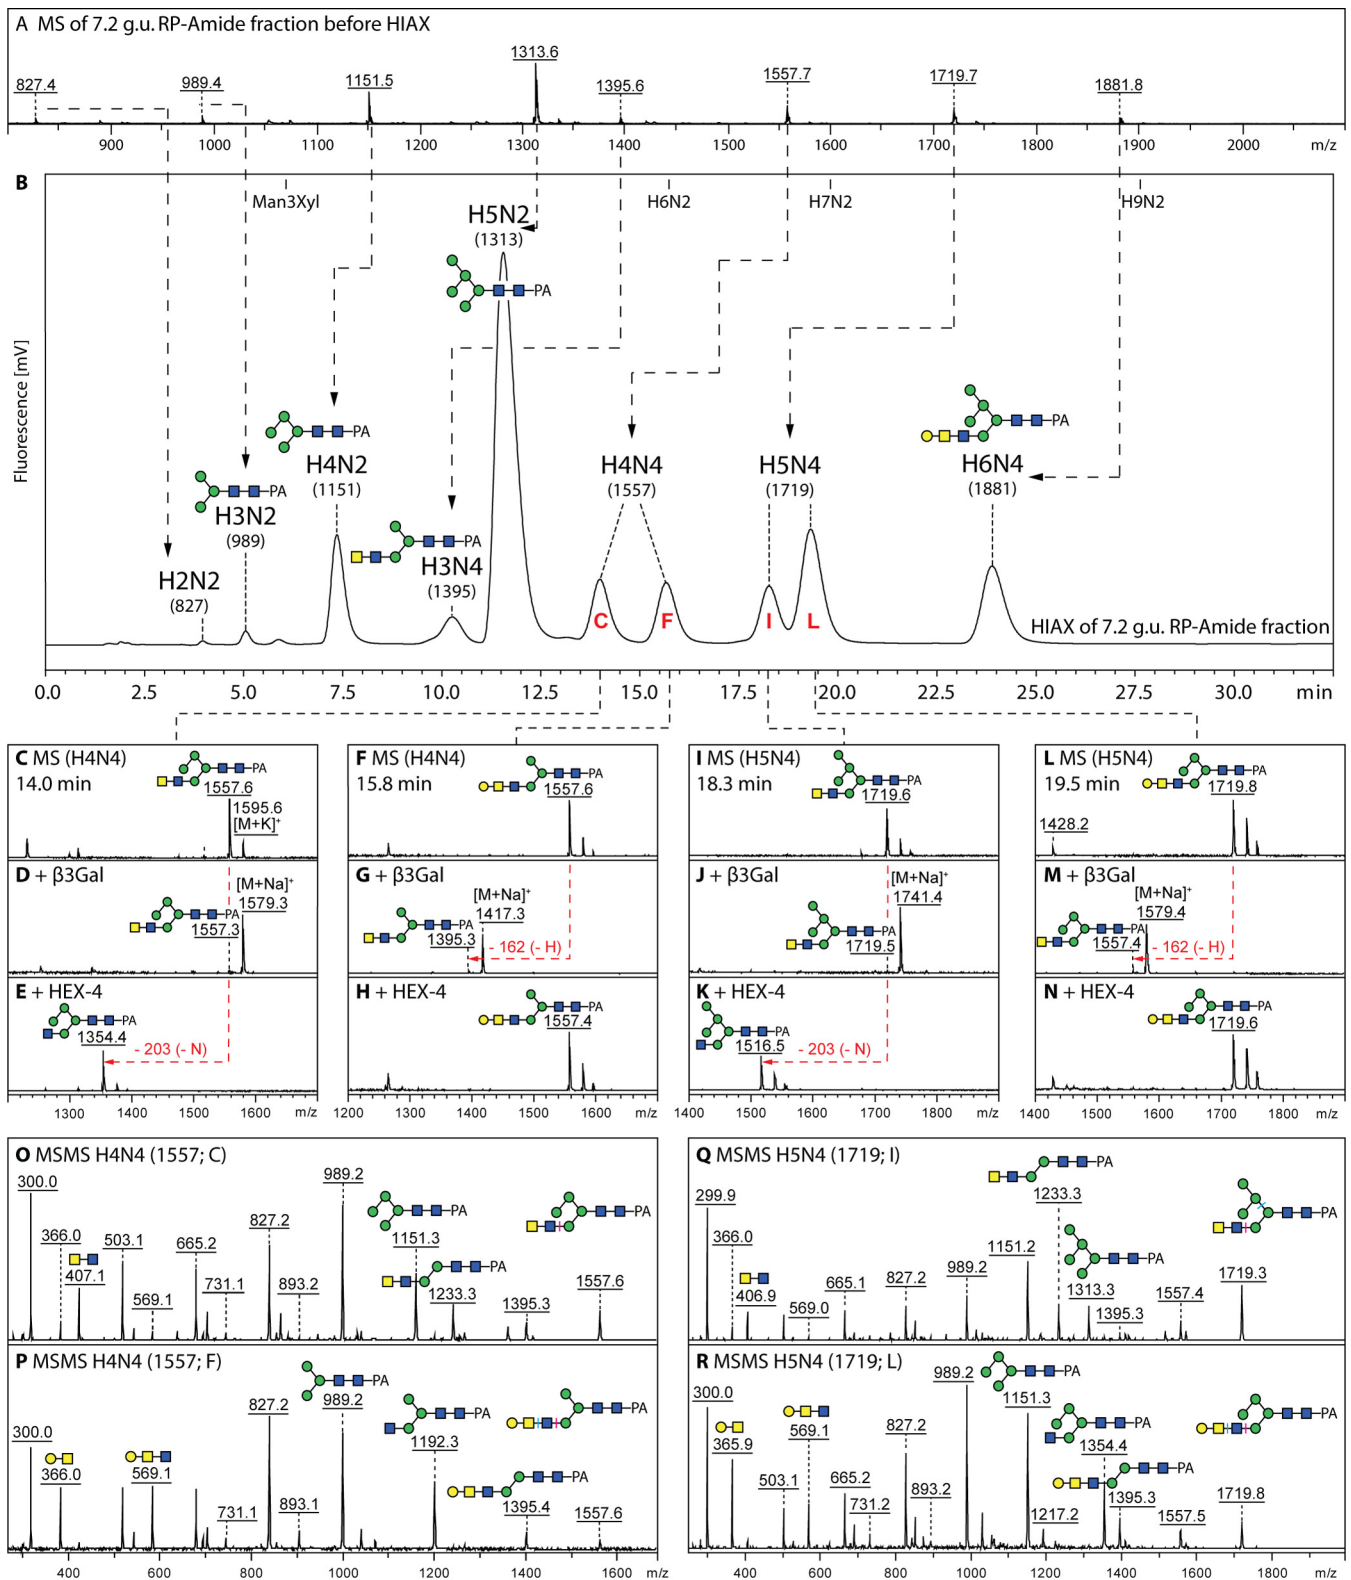 A MS of 7.2 g.u. RP-Amide fraction before HIAX
827.4 989.4 1151.5 1313.6 1395.6 1557.7 1719.7 1881.8
900 1000 1100 1200 1300 1400 1500 1600 1700 1800 1900 2000 m/z
B
Man3Xyl H6N2 H7N2 H9N2
Fluorescence [mV]
H5N2
(1313)
PA
PA
PA
H4N2
(1151)
H4N4
(1557)
H5N4
(1719)
H6N4
(1881)
PA
H3N2
(989)
PA
H3N4
(1395)
H2N2
(827)
C F I L
HIAX of 7.2 g.u. RP-Amide fraction
0.0 2.5 5.0 7.5 10.0 12.5 15.0 17.5 20.0 22.5 25.0 27.5 30.0 min
C MS (H4N4)
14.0 min
PA
1557.6
1595.6
[M+K]+
D + β3Gal
[M+Na]+
1579.3
PA
1557.3
E + HEX-4
PA
1354.4
- 203 (- N)
1300 1400 1500 1600 m/z
F MS (H4N4)
15.8 min
PA
1557.6
G + β3Gal
[M+Na]+
1417.3
PA
1395.3
- 162 (- H)
H + HEX-4
PA
1557.4
1200 1300 1400 1500 1600 m/z
I MS (H5N4)
18.3 min
PA
1719.6
J + β3Gal
[M+Na]+
1741.4
PA
1719.5
K + HEX-4
PA
1516.5
- 203 (- N)
1400 1500 1600 1700 1800 m/z
L MS (H5N4)
19.5 min
PA
1719.8
1428.2
M + β3Gal
[M+Na]+
1579.4
PA
1557.4
- 162 (- H)
N + HEX-4
PA
1719.6
1400 1500 1600 1700 1800 m/z
O MSMS H4N4 (1557; C)
300.0 366.0 407.1 503.1 569.1 665.2 731.1 827.2 893.2 989.2 1151.3 1233.3 1395.3 1557.6
PA PA PA
P MSMS H4N4 (1557; F)
300.0 366.0 569.1 731.1 827.2 893.1 989.2 1192.3 1395.4 1557.6
PA PA PA PA
400 600 800 1000 1200 1400 1600 m/z
Q MSMS H5N4 (1719; I)
299.9 366.0 406.9 569.0 665.1 827.2 989.2 1151.2 1233.3 1313.3 1395.3 1557.4 1719.3
PA PA PA
R MSMS H5N4 (1719; L)
300.0 365.9 503.1 569.1 665.2 731.2 827.2 893.2 989.2 1151.3 1217.2 1354.4 1395.3 1557.5 1719.8
PA PA PA PA
400 600 800 1000 1200 1400 1600 1800 m/z